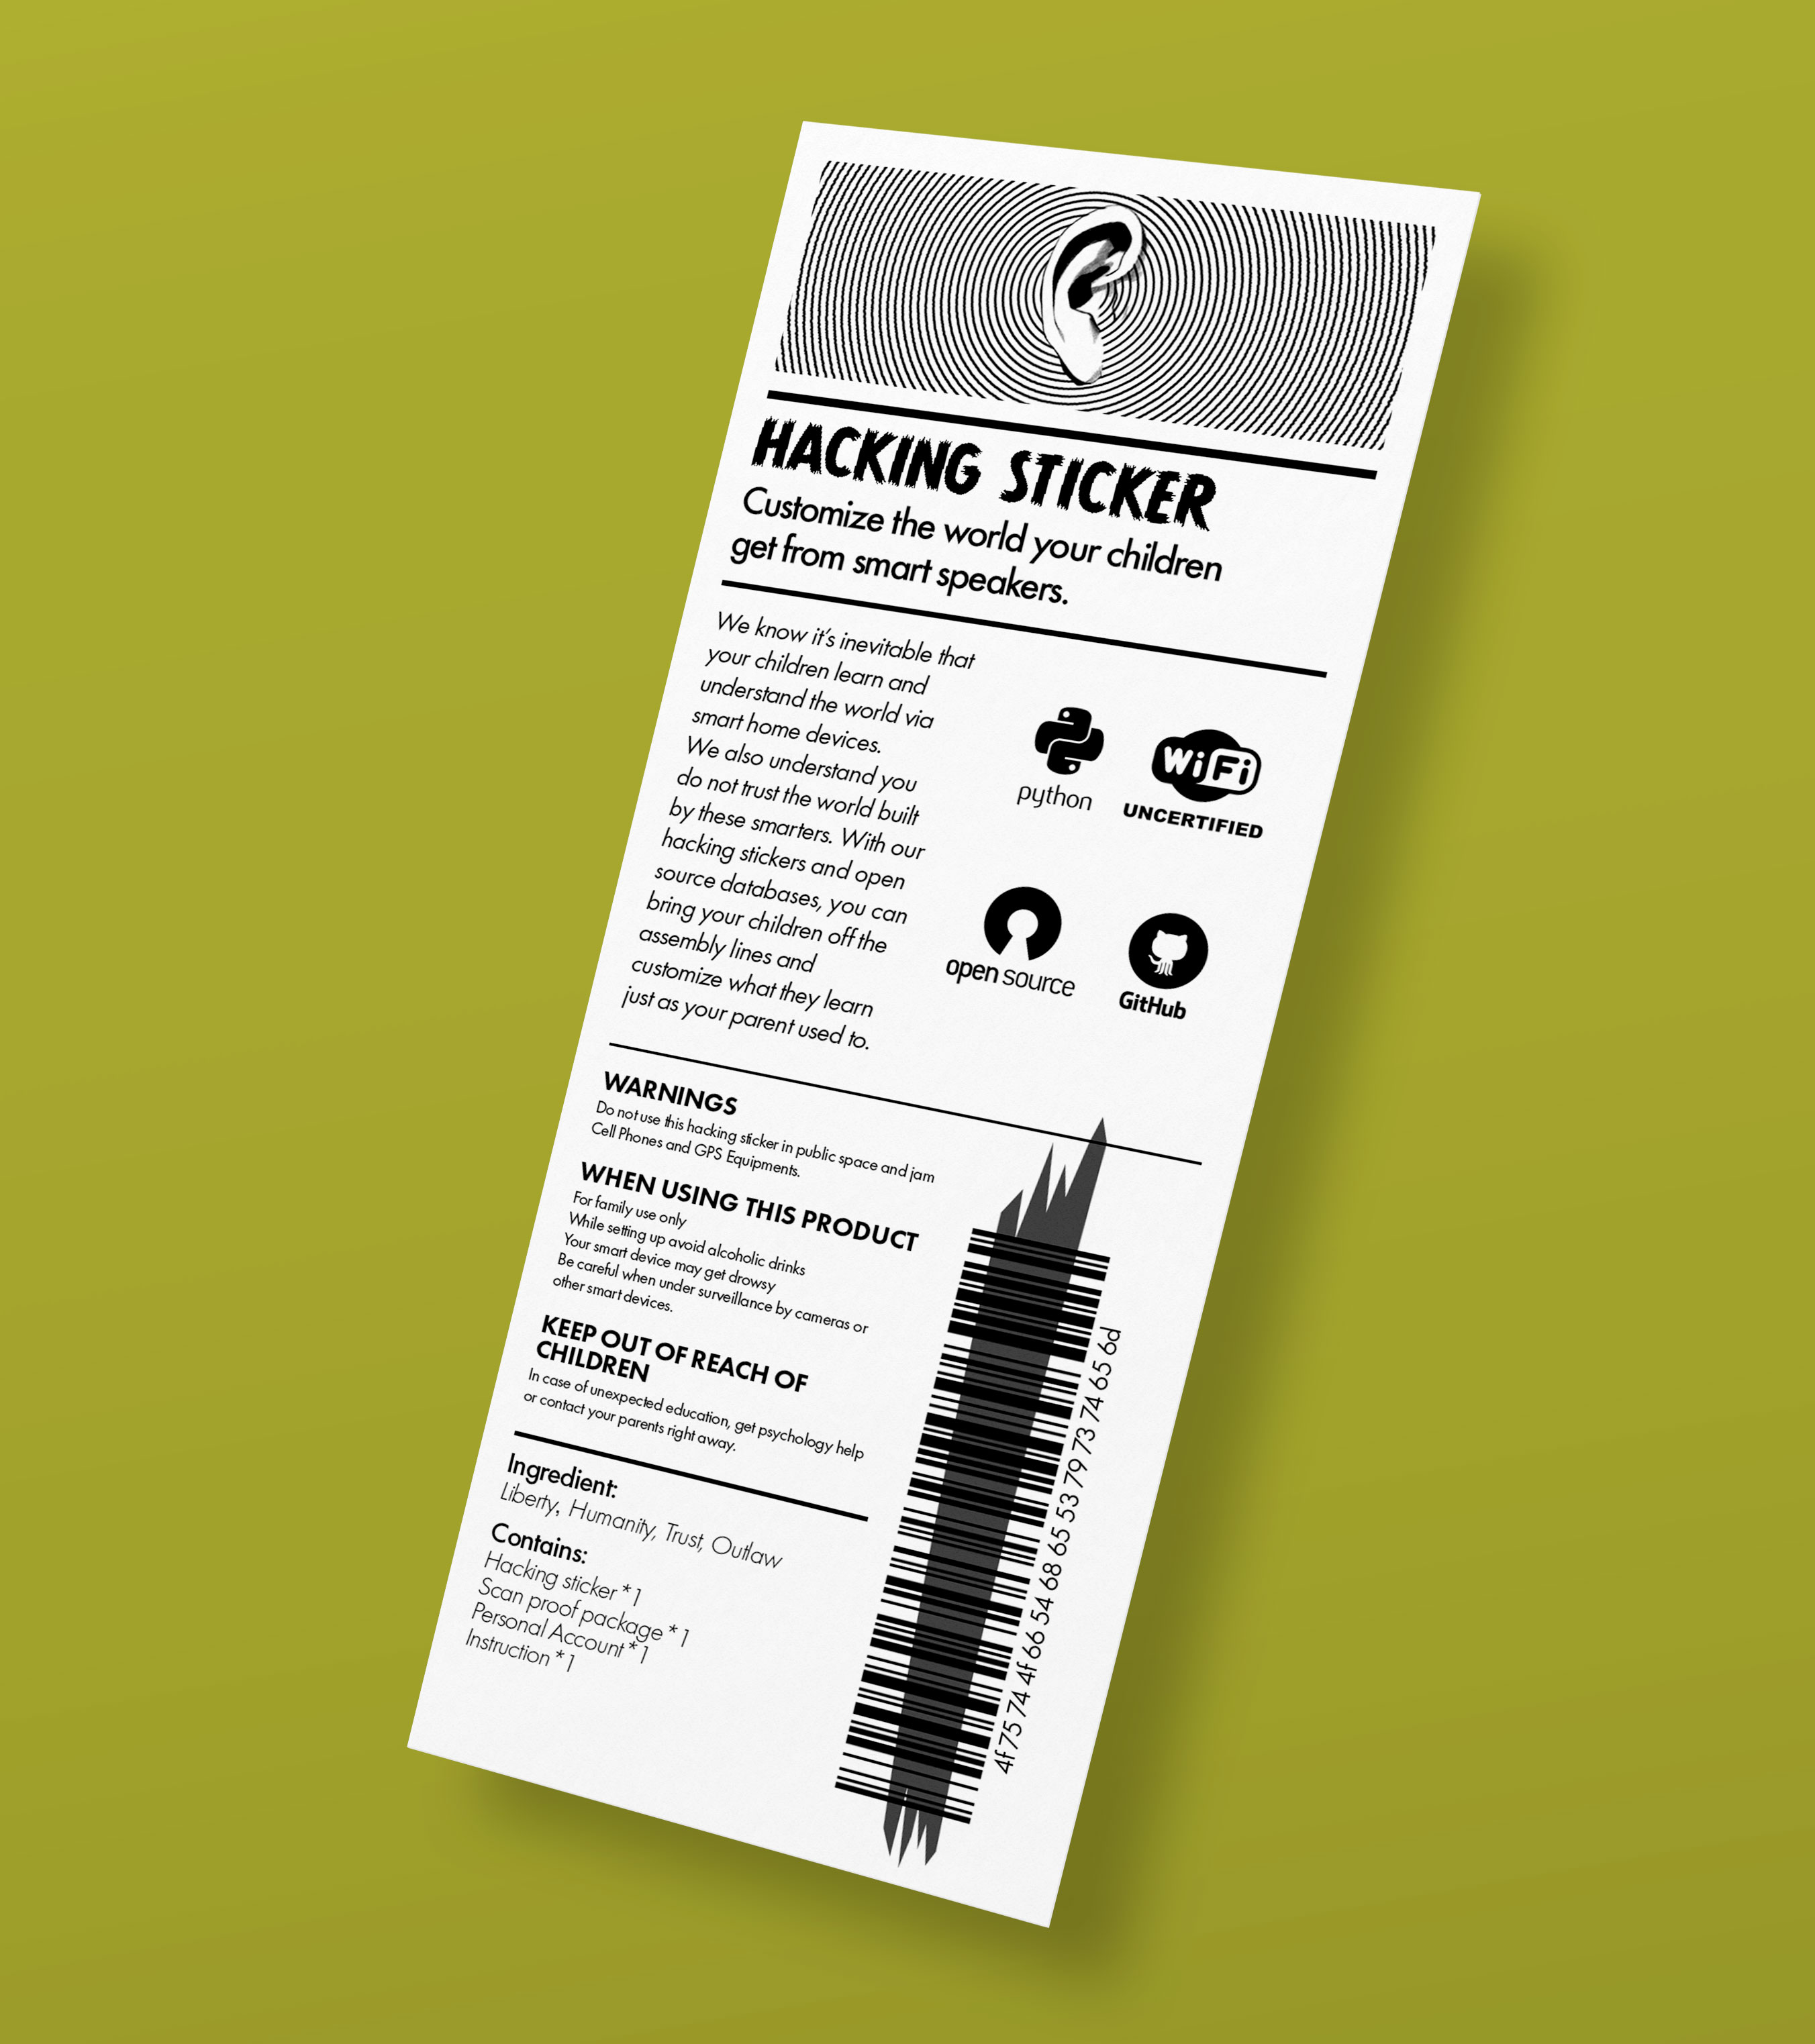 HACKING STICKER
Customize the world your children
get from smart speakers.
We know it's inevitable that
your children learn and
understand the world via
smart home devices.
We also understand you
do not trust the world built
by these smarters. With our
hacking stickers and open
source databases, you can
bring your children off the
assembly lines and
customize what they learn
just as your parent used to.
python
WiFi
UNCERTIFIED
open source
GitHub
WARNINGS
Do not use this hacking sticker in public space and jam
Cell Phones and GPS Equipments.
WHEN USING THIS PRODUCT
For family use only
While setting up avoid alcoholic drinks
Your smart device may get drowsy
Be careful when under surveillance by cameras or
other smart devices.
KEEP OUT OF REACH OF
CHILDREN
In case of unexpected education, get psychology help
or contact your parents right away.
Ingredient:
Liberty, Humanity, Trust, Outlaw
Contains:
Hacking sticker *1
Scan proof package *1
Personal Account *1
Instruction *1
4f 75 74 4f 66 54 68 65 53 79 73 74 65 6d